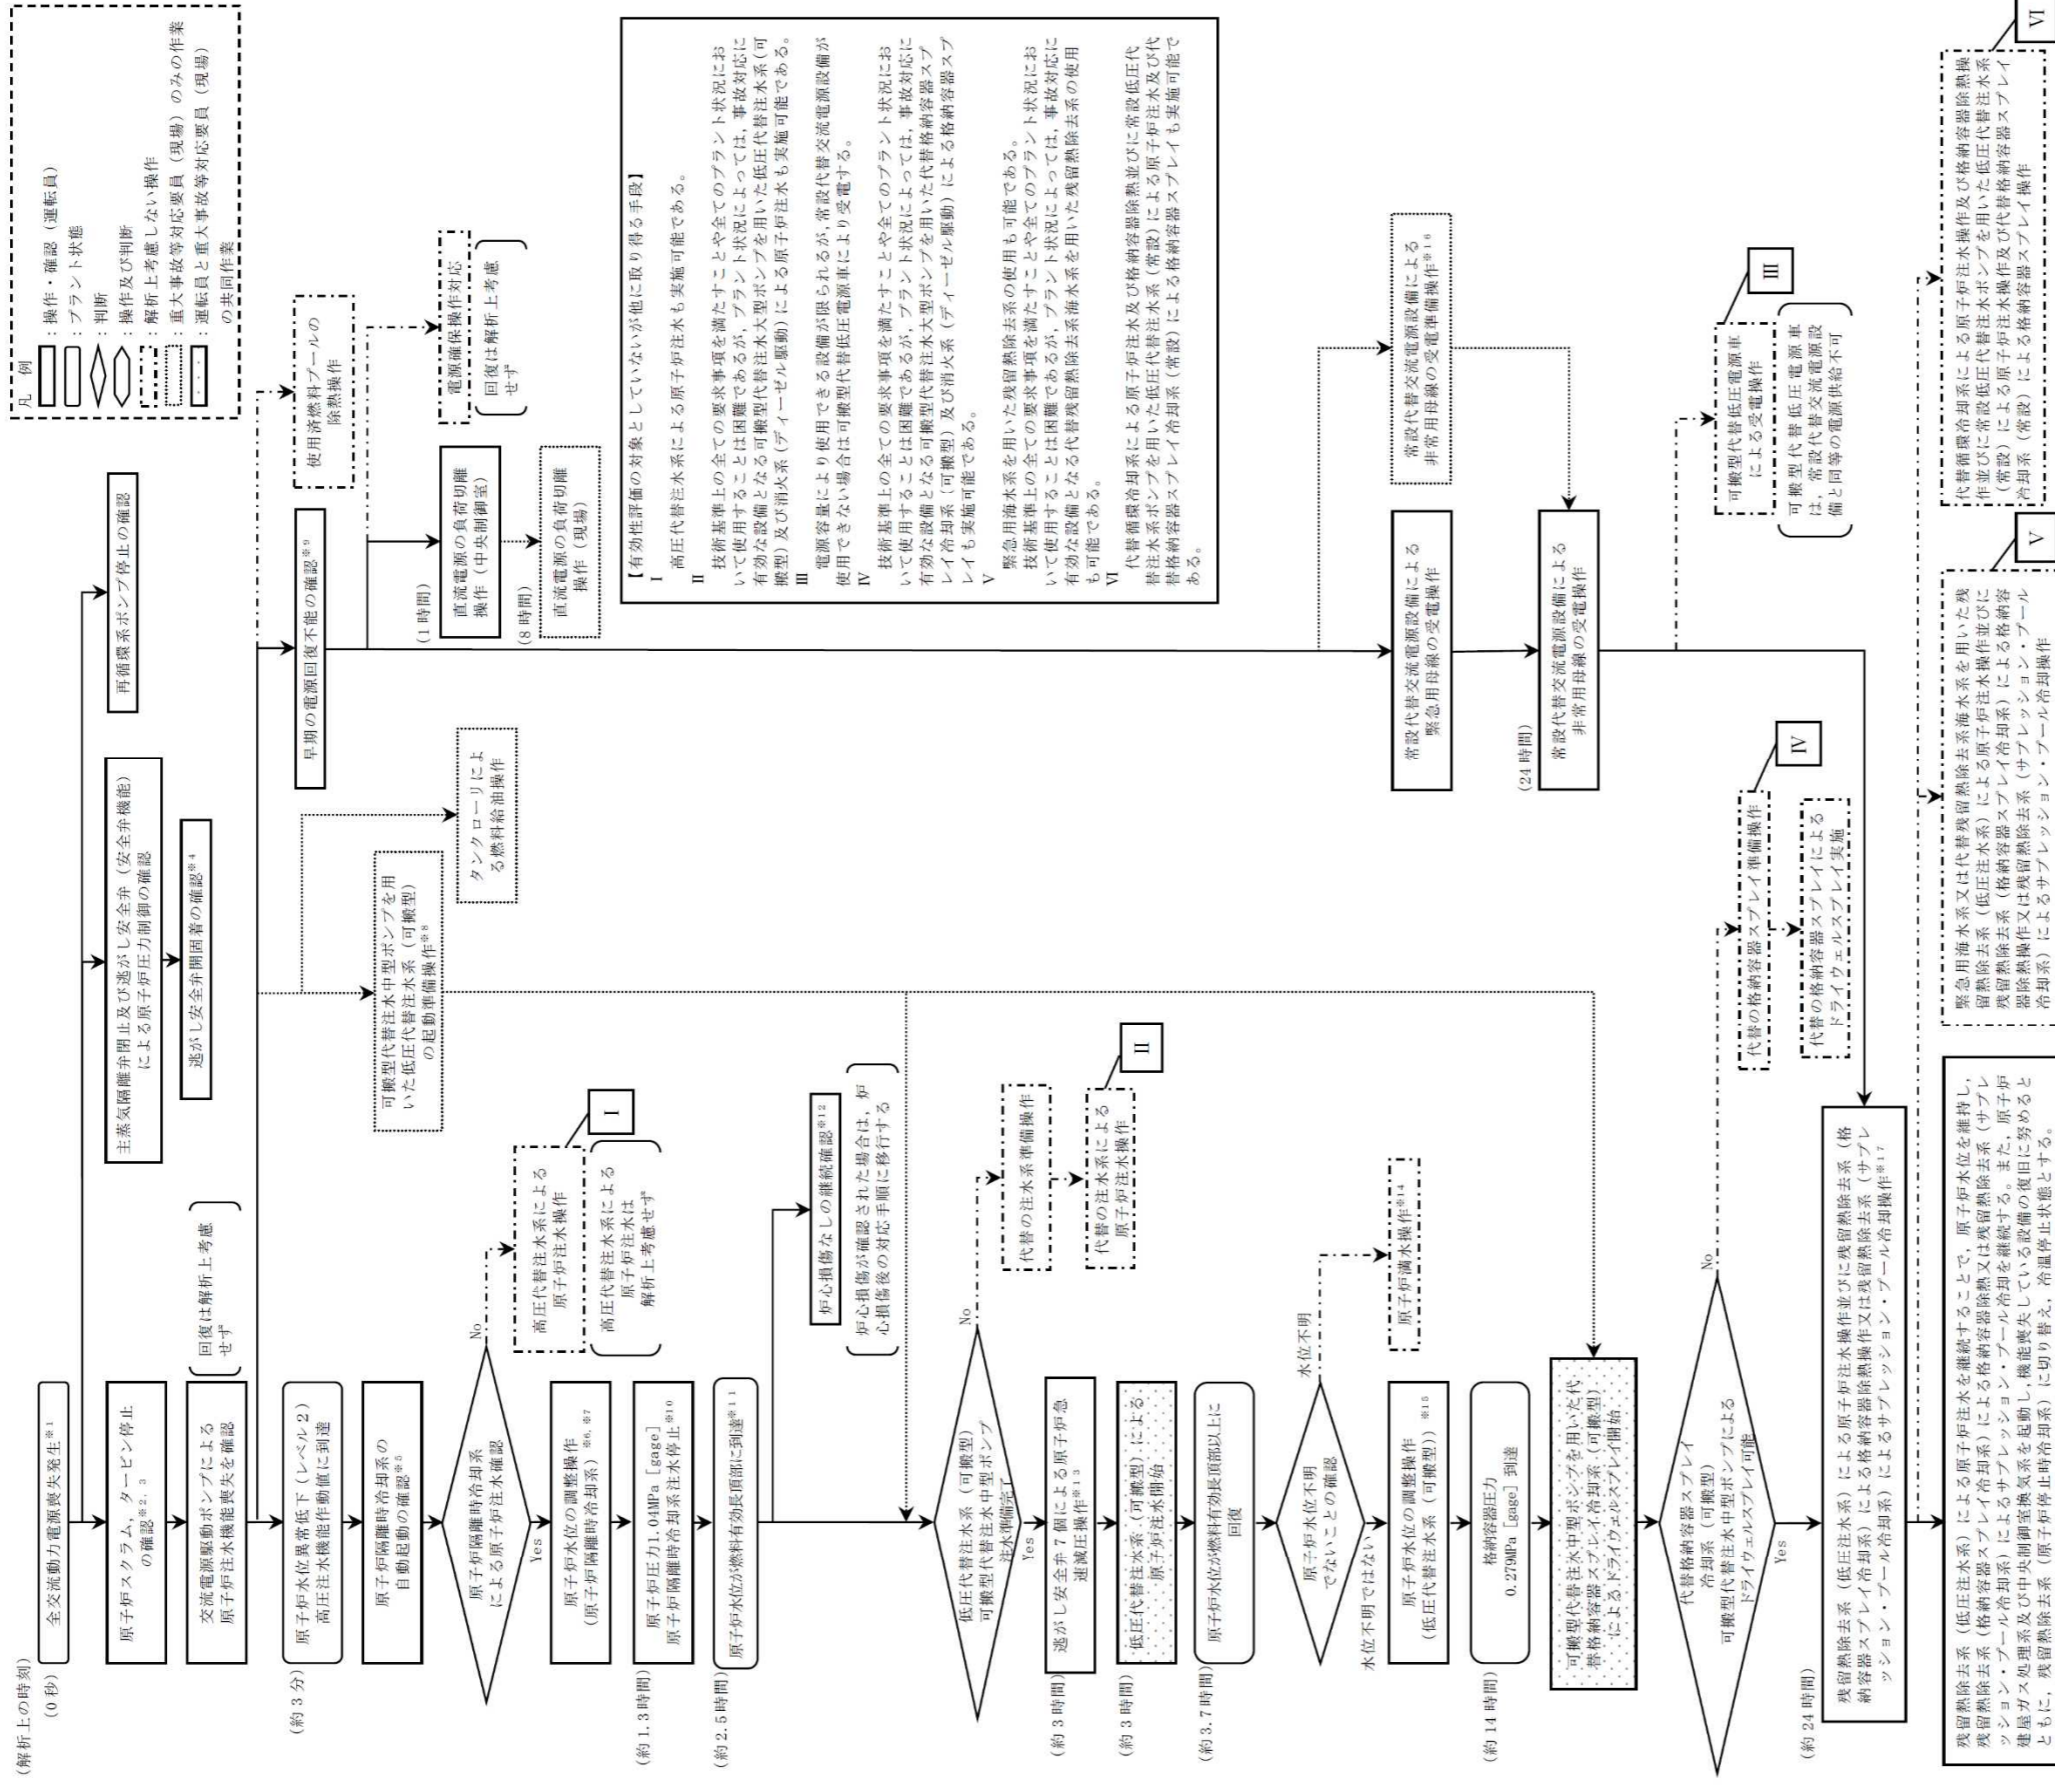 (解析上の時刻)
(0秒)
全交流動力電源喪失発生※1
原子炉スクラム，タービン停止
の確認※2，3
交流電源駆動ポンプによる
原子炉注水機能喪失を確認
回復は解析上考慮
せず
主蒸気隔離弁閉止及び逃がし安全弁（安全弁機能）
による原子炉圧力制御の確認
逃がし安全弁開固着の確認※4
再循環系ポンプ停止の確認
凡　例
：操作・確認（運転員）
：プラント状態
：判断
：操作及び判断
：解析上考慮しない操作
：重大事故等対応要員（現場）のみの作業
：運転員と重大事故等対応要員（現場）
の共同作業
(約3分)
原子炉水位異常低下（レベル2）
高圧注水機能作動値に到達
原子炉隔離時冷却系の
自動起動の確認※5
原子炉隔離時冷却系
による原子炉注水確認
No
Yes
高圧代替注水系による
原子炉注水操作
Ⅰ
高圧代替注水系による
原子炉注水は
解析上考慮せず
原子炉水位の調整操作
（原子炉隔離時冷却系）※6，※7
(約1.3時間)
原子炉圧力1.04MPa［gage］
原子炉隔離時冷却系注水停止※10
(約2.5時間)
原子炉水位が燃料有効長頂部に到達※11
可搬型代替注水中型ポンプを用
いた低圧代替注水系（可搬型）
の起動準備操作※8
タンクローリによ
る燃料給油操作
早期の電源回復不能の確認※9
使用済燃料プールの
除熱操作
(1時間)
直流電源の負荷切離
操作（中央制御室）
(8時間)
直流電源の負荷切離
操作（現場）
電源確保操作対応
回復は解析上考慮
せず
【有効性評価の対象としていないが他に取り得る手段】
Ⅰ
高圧代替注水系による原子炉注水も実施可能である。
Ⅱ
技術基準上の全ての要求事項を満たすことや全てのプラント状況にお
いて使用することは困難であるが，プラント状況によっては，事故対応に
有効な設備となる可搬型代替注水大型ポンプを用いた低圧代替注水系（可
搬型）及び消火系（ディーゼル駆動）による原子炉注水も実施可能である。
Ⅲ
電源容量により使用できる設備が限られるが，常設代替交流電源設備が
使用できない場合は可搬型代替低圧電源車により受電する。
Ⅳ
技術基準上の全ての要求事項を満たすことや全てのプラント状況にお
いて使用することは困難であるが，プラント状況によっては，事故対応に
有効な設備となる可搬型代替注水大型ポンプを用いた代替格納容器スプ
レイ冷却系（可搬型）及び消火系（ディーゼル駆動）による格納容器スプ
レイも実施可能である。
Ⅴ
緊急用海水系を用いた残留熱除去系の使用も可能である。
技術基準上の全ての要求事項を満たすことや全てのプラント状況にお
いて使用することは困難であるが，プラント状況によっては，事故対応に
有効な設備となる代替残留熱除去系海水系を用いた残留熱除去系の使用
も可能である。
Ⅵ
代替循環冷却系による原子炉注水及び格納容器除熱並びに常設低圧代
替注水系ポンプを用いた低圧代替注水系（常設）による原子炉注水及び代
替格納容器スプレイ冷却系（常設）による格納容器スプレイも実施可能で
ある。
炉心損傷なしの継続確認※12
炉心損傷が確認された場合は，炉
心損傷後の対応手順に移行する
低圧代替注水系（可搬型）
可搬型代替注水中型ポンプ
注水準備完了
No
Yes
代替の注水系準備操作
代替の注水系による
原子炉注水操作
Ⅱ
(約3時間)
逃がし安全弁7個による原子炉急
速減圧操作※13
(約3時間)
低圧代替注水系（可搬型）による
原子炉注水開始
(約3.7時間)
原子炉水位が燃料有効長頂部以上に
回復
原子炉水位不明
でないことの確認
水位不明
水位不明ではない
原子炉満水操作※14
原子炉水位の調整操作
（低圧代替注水系（可搬型））※15
(約14時間)
格納容器圧力
0.279MPa［gage］到達
可搬型代替注水中型ポンプを用いた代
替格納容器スプレイ冷却系（可搬型）
によるドライウェルスプレイ開始
代替格納容器スプレイ
冷却系（可搬型）
可搬型代替注水中型ポンプによる
ドライウェルスプレイ可能
No
Yes
代替の格納容器スプレイ準備操作
代替の格納容器スプレイによる
ドライウェルスプレイ実施
Ⅳ
常設代替交流電源設備による
緊急用母線の受電操作
常設代替交流電源設備による
非常用母線の受電準備操作※16
(24時間)
常設代替交流電源設備による
非常用母線の受電操作
可搬型代替低圧電源車
による受電操作
Ⅲ
可搬型代替低圧電源車
は，常設代替交流電源設
備と同等の電源供給不可
(約24時間)
残留熱除去系（低圧注水系）による原子炉注水操作並びに残留熱除去系（格
納容器スプレイ冷却系）による格納容器除熱操作又は残留熱除去系（サプレ
ッション・プール冷却系）によるサプレッション・プール冷却操作※17
残留熱除去系（低圧注水系）による原子炉注水を継続することで，原子炉水位を維持し，
残留熱除去系（格納容器スプレイ冷却系）による格納容器除熱又は残留熱除去系（サプレ
ッション・プール冷却系）によるサプレッション・プール冷却を継続する。また，原子炉
建屋ガス処理系及び中央制御室換気系を起動し，機能喪失している設備の復旧に努めると
ともに，残留熱除去系（原子炉停止時冷却系）に切り替え，冷温停止状態とする。
緊急用海水系又は代替残留熱除去系海水系を用いた残
留熱除去系（低圧注水系）による原子炉注水操作並びに
残留熱除去系（格納容器スプレイ冷却系）による格納容
器除熱操作又は残留熱除去系（サプレッション・プール
冷却系）によるサプレッション・プール冷却操作
Ⅴ
代替循環冷却系による原子炉注水操作及び格納容器除熱操
作並びに常設低圧代替注水系ポンプを用いた低圧代替注水系
（常設）による原子炉注水操作及び代替格納容器スプレイ
冷却系（常設）による格納容器スプレイ操作
Ⅵ